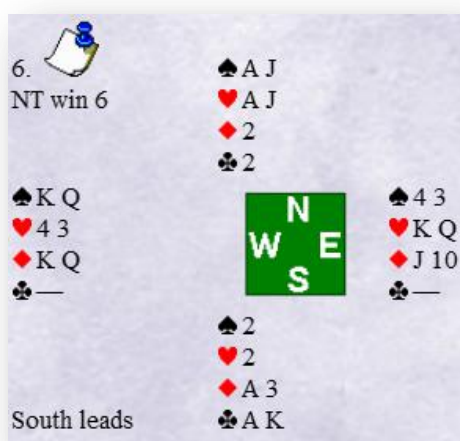 6.
NT win 6
♠ A J
♥ A J
♦ 2
♣ 2
♠ K Q
♥ 4 3
♦ K Q
♣ —
N
W E
S
♠ 4 3
♥ K Q
♦ J 10
♣ —
♠ 2
♥ 2
♦ A 3
♣ A K
South leads